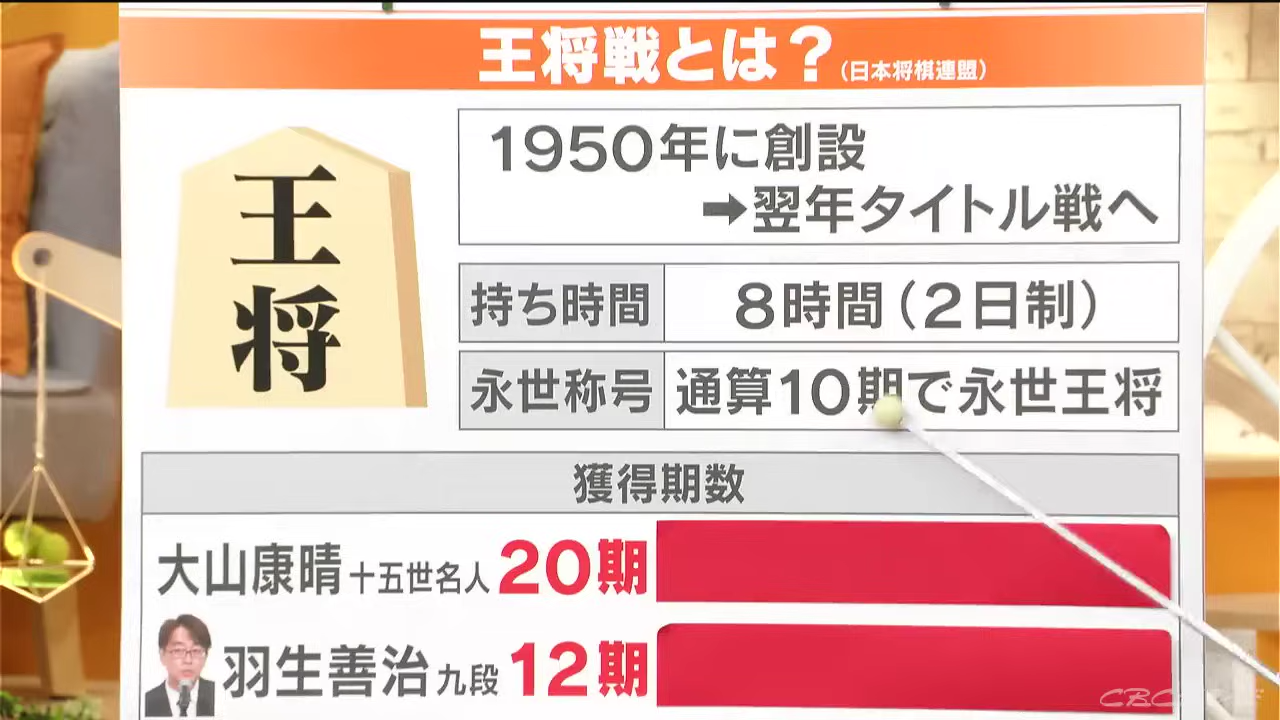 王将戦とは？(日本将棋連盟)
王将
1950年に創設
➡翌年タイトル戦へ
持ち時間 8時間(2日制)
永世称号 通算10期で永世王将
獲得期数
大山康晴 十五世名人 20期
羽生善治 九段 12期